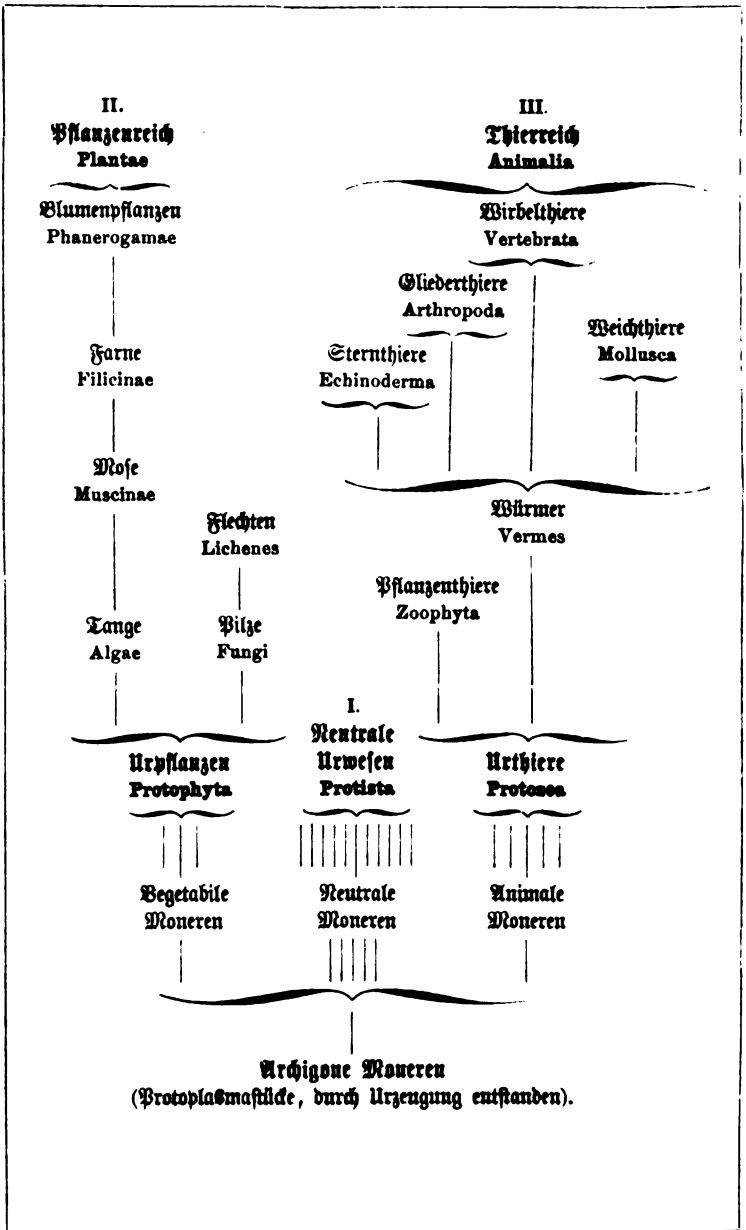 II.
Pflanzenreich
Plantae
Blumenpflanzen
Phanerogamae
Farne
Filicinae
Mose
Muscinae
Flechten
Lichenes
Tange
Algae
Pilze
Fungi
Urpflanzen
Protophyta
Vegetabile
Moneren
I.
Neutrale
Urwesen
Protista
Neutrale
Moneren
III.
Thierreich
Animalia
Wirbelthiere
Vertebrata
Gliederthiere
Arthropoda
Weichthiere
Mollusca
Sternthiere
Echinoderma
Würmer
Vermes
Pflanzenthiere
Zoophyta
Urthiere
Protozoa
Animale
Moneren
Archigone Moneren
(Protoplasmastücke, durch Urzeugung entstanden).